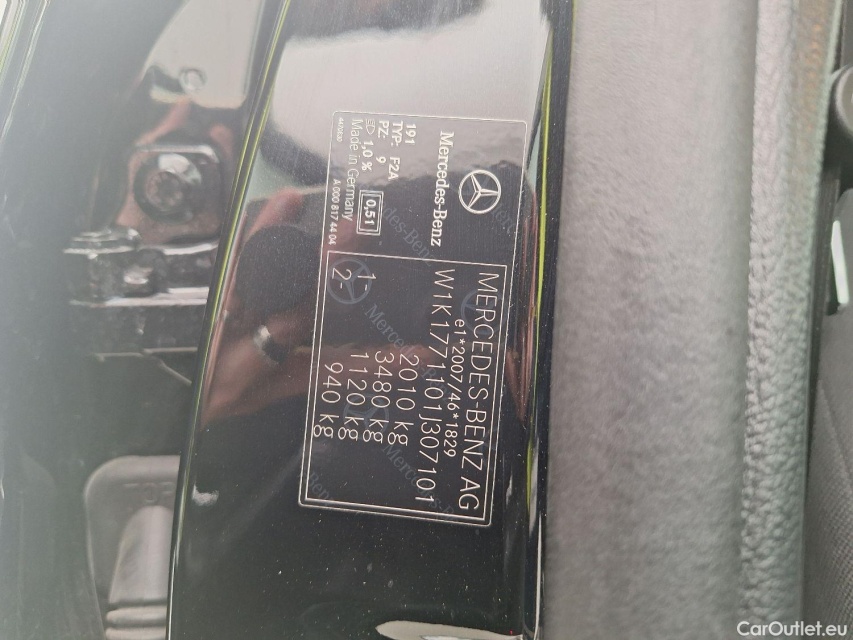 Mercedes-Benz
191
TYP: F2A
PZ: 9
1,0 %
0,51
Made in Germany
A 000 817 44 04
MERCEDES-BENZ AG
e1*2007/46*1829
W1K1771101J307101
2010 kg
3480 kg
1- 1120 kg
2- 940 kg
CarOutlet.eu